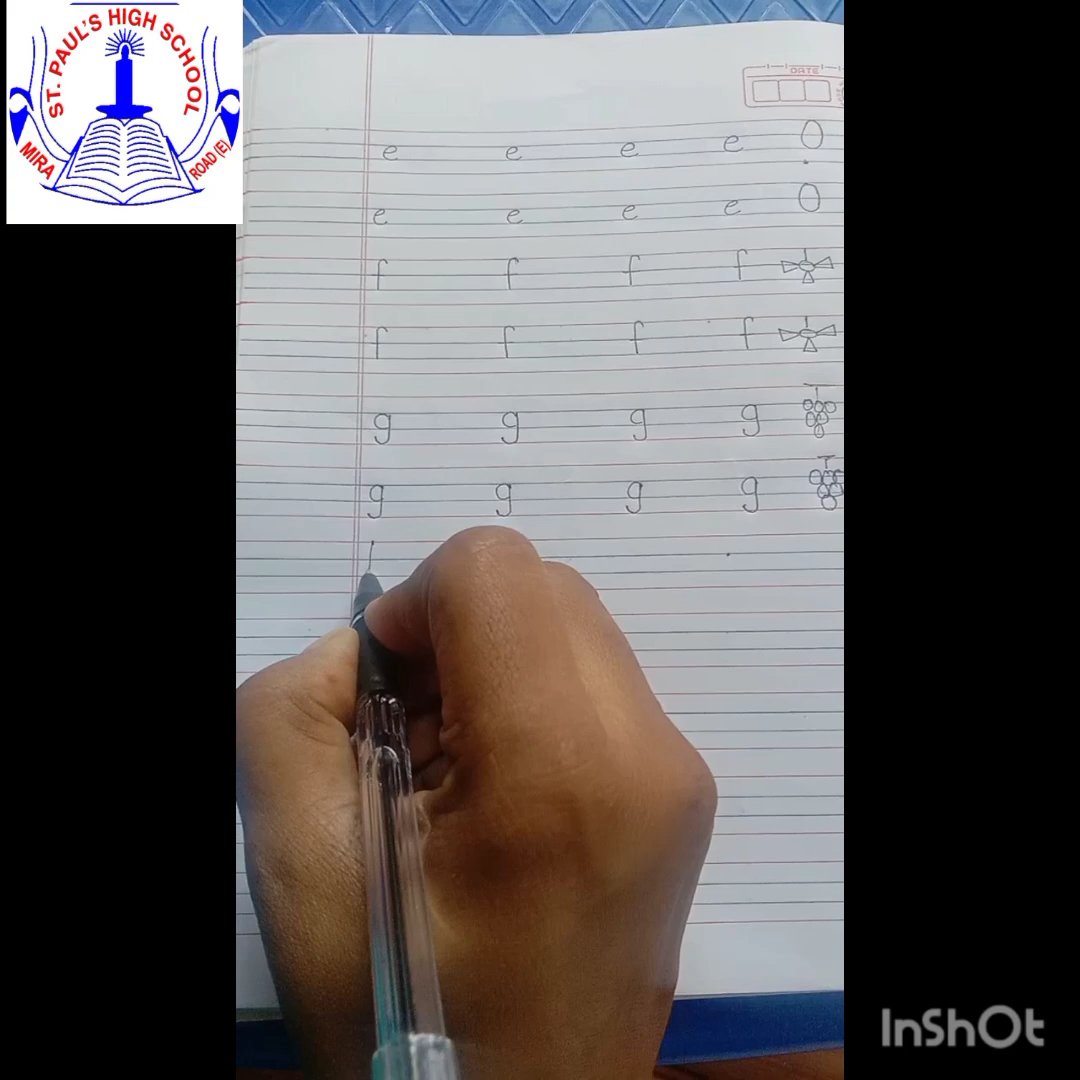 ST. PAUL'S HIGH SCHOOL
MIRA ROAD (E)
DATE
e e e e
e e e e
f f f f
f f f f
g g g g
g g g g
InShOt